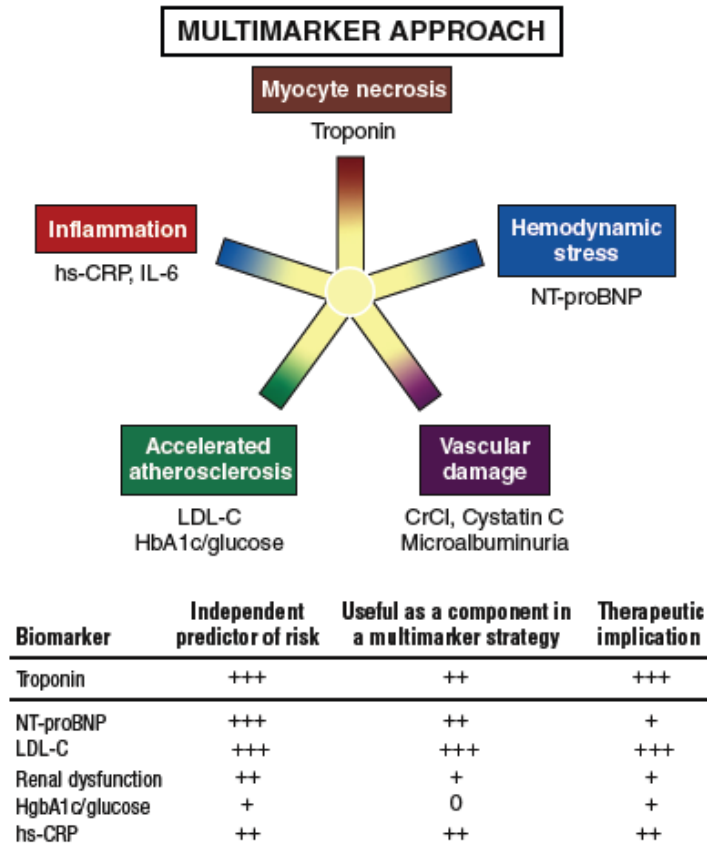 MULTIMARKER APPROACH
Myocyte necrosis
Troponin
Inflammation
hs-CRP, IL-6
Hemodynamic
stress
NT-proBNP
Accelerated
atherosclerosis
LDL-C
HbA1c/glucose
Vascular
damage
CrCl, Cystatin C
Microalbuminuria
Biomarker Independent predictor of risk Useful as a component in a multimarker strategy Therapeutic implication
Troponin +++ ++ +++
NT-proBNP +++ ++ +
LDL-C +++ +++ +++
Renal dysfunction ++ + +
HgbA1c/glucose + 0 +
hs-CRP ++ ++ ++